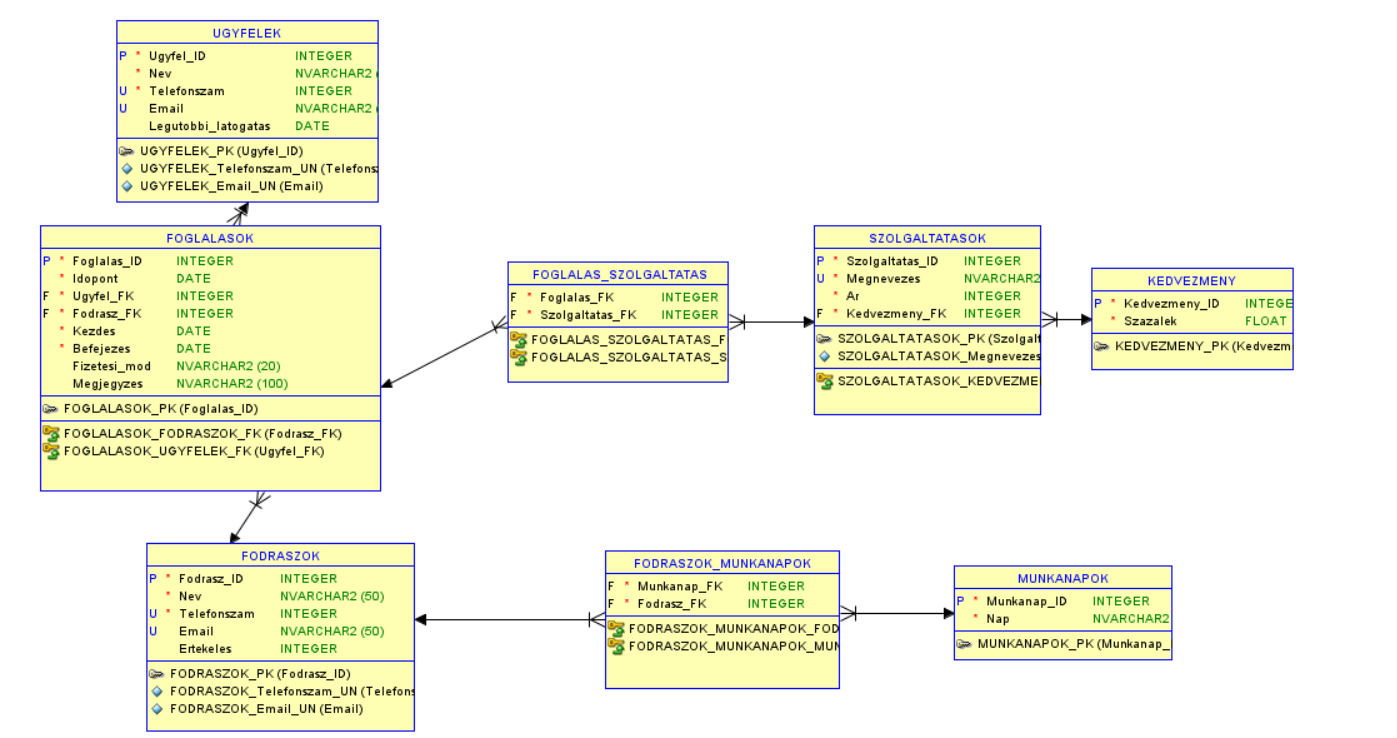 UGYFELEK
P * Ugyfel_ID INTEGER
* Nev NVARCHAR2
U * Telefonszam INTEGER
U Email NVARCHAR2
Legutobbi_latogatas DATE
UGYFELEK_PK (Ugyfel_ID)
UGYFELEK_Telefonszam_UN (Telefons
UGYFELEK_Email_UN (Email)
FOGLALASOK
P * Foglalas_ID INTEGER
* Idopont DATE
F * Ugyfel_FK INTEGER
F * Fodrasz_FK INTEGER
* Kezdes DATE
* Befejezes DATE
Fizetesi_mod NVARCHAR2 (20)
Megjegyzes NVARCHAR2 (100)
FOGLALASOK_PK (Foglalas_ID)
FOGLALASOK_FODRASZOK_FK (Fodrasz_FK)
FOGLALASOK_UGYFELEK_FK (Ugyfel_FK)
FOGLALAS_SZOLGALTATAS
F * Foglalas_FK INTEGER
F * Szolgaltatas_FK INTEGER
FOGLALAS_SZOLGALTATAS_F
FOGLALAS_SZOLGALTATAS_S
SZOLGALTATASOK
P * Szolgaltatas_ID INTEGER
U * Megnevezes NVARCHAR2
* Ar INTEGER
F * Kedvezmeny_FK INTEGER
SZOLGALTATASOK_PK (Szolgalt
SZOLGALTATASOK_Megnevezes
SZOLGALTATASOK_KEDVEZME
KEDVEZMENY
P * Kedvezmeny_ID INTEGE
* Szazalek FLOAT
KEDVEZMENY_PK (Kedvezm
FODRASZOK
P * Fodrasz_ID INTEGER
* Nev NVARCHAR2 (50)
U * Telefonszam INTEGER
U Email NVARCHAR2 (50)
Ertekeles INTEGER
FODRASZOK_PK (Fodrasz_ID)
FODRASZOK_Telefonszam_UN (Telefons
FODRASZOK_Email_UN (Email)
FODRASZOK_MUNKANAPOK
F * Munkanap_FK INTEGER
F * Fodrasz_FK INTEGER
FODRASZOK_MUNKANAPOK_FOD
FODRASZOK_MUNKANAPOK_MUN
MUNKANAPOK
P * Munkanap_ID INTEGER
* Nap NVARCHAR2
MUNKANAPOK_PK (Munkanap_